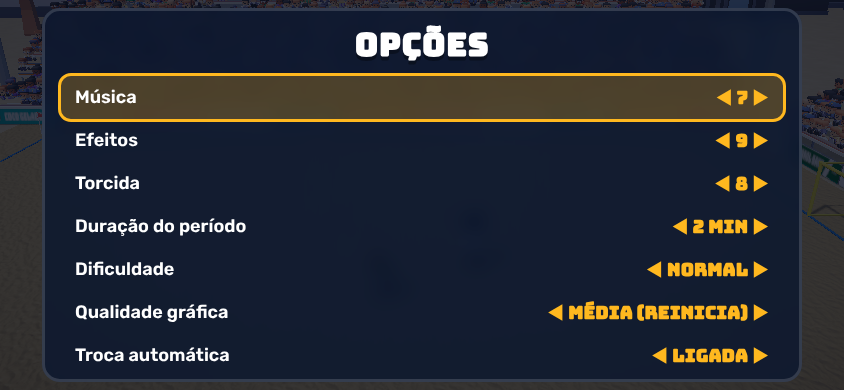 OPÇÕES
Música ◀ 7 ▶
Efeitos ◀ 9 ▶
Torcida ◀ 8 ▶
Duração do período ◀ 2 MIN ▶
Dificuldade ◀ NORMAL ▶
Qualidade gráfica ◀ MÉDIA (REINICIA) ▶
Troca automática ◀ LIGADA ▶